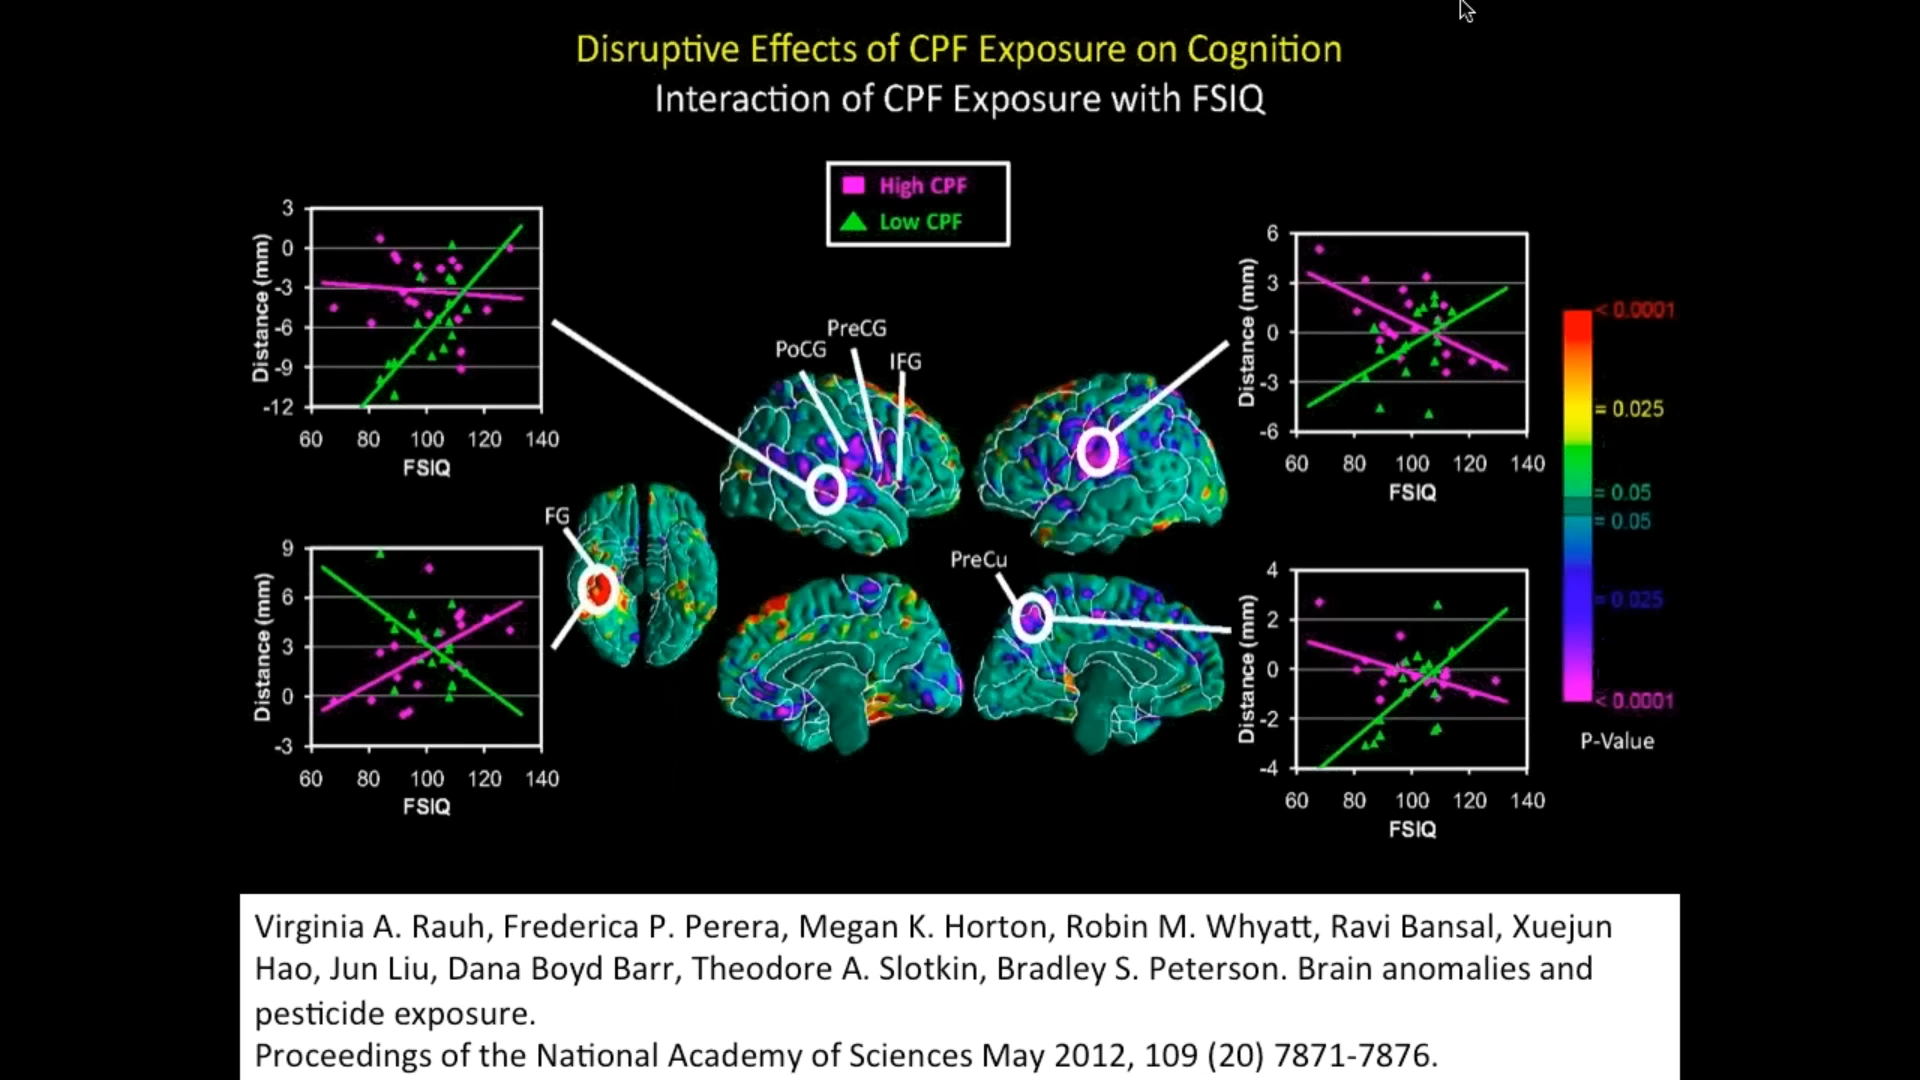 Disruptive Effects of CPF Exposure on Cognition
Interaction of CPF Exposure with FSIQ
High CPF
Low CPF
3
0
-3
-6
-9
-12
Distance (mm)
60 80 100 120 140
FSIQ
PoCG
PreCG
IFG
6
3
0
-3
-6
Distance (mm)
60 80 100 120 140
FSIQ
< 0.0001
= 0.025
= 0.05
= 0.05
= 0.025
< 0.0001
P-Value
FG
9
6
3
0
-3
Distance (mm)
60 80 100 120 140
FSIQ
PreCu
4
2
0
-2
-4
Distance (mm)
60 80 100 120 140
FSIQ
Virginia A. Rauh, Frederica P. Perera, Megan K. Horton, Robin M. Whyatt, Ravi Bansal, Xuejun
Hao, Jun Liu, Dana Boyd Barr, Theodore A. Slotkin, Bradley S. Peterson. Brain anomalies and
pesticide exposure.
Proceedings of the National Academy of Sciences May 2012, 109 (20) 7871-7876.